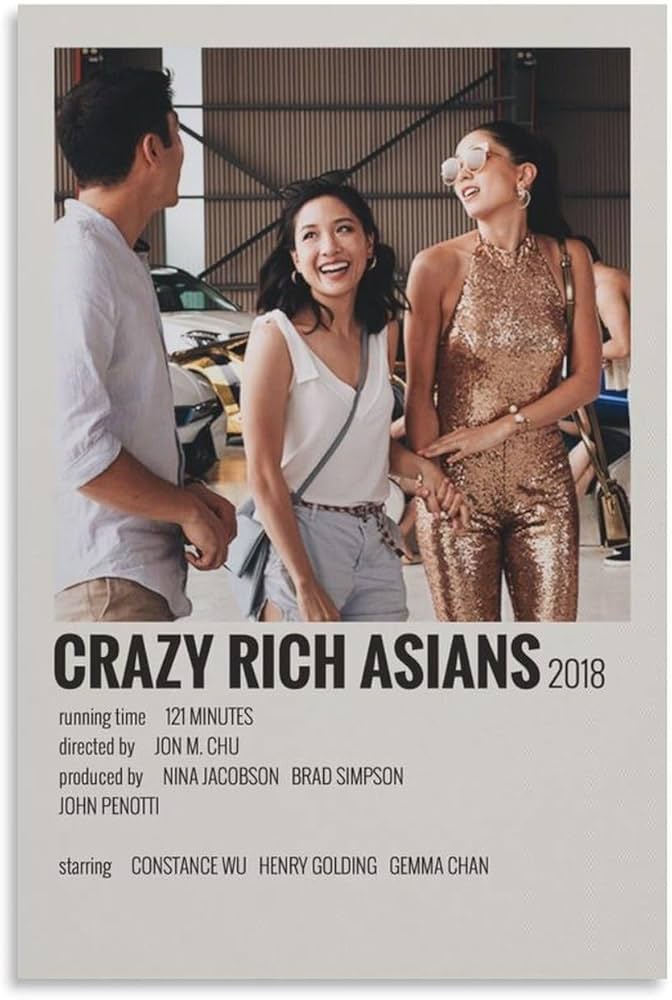 CRAZY RICH ASIANS 2018
running time 121 MINUTES
directed by JON M. CHU
produced by NINA JACOBSON BRAD SIMPSON
JOHN PENOTTI
starring CONSTANCE WU HENRY GOLDING GEMMA CHAN